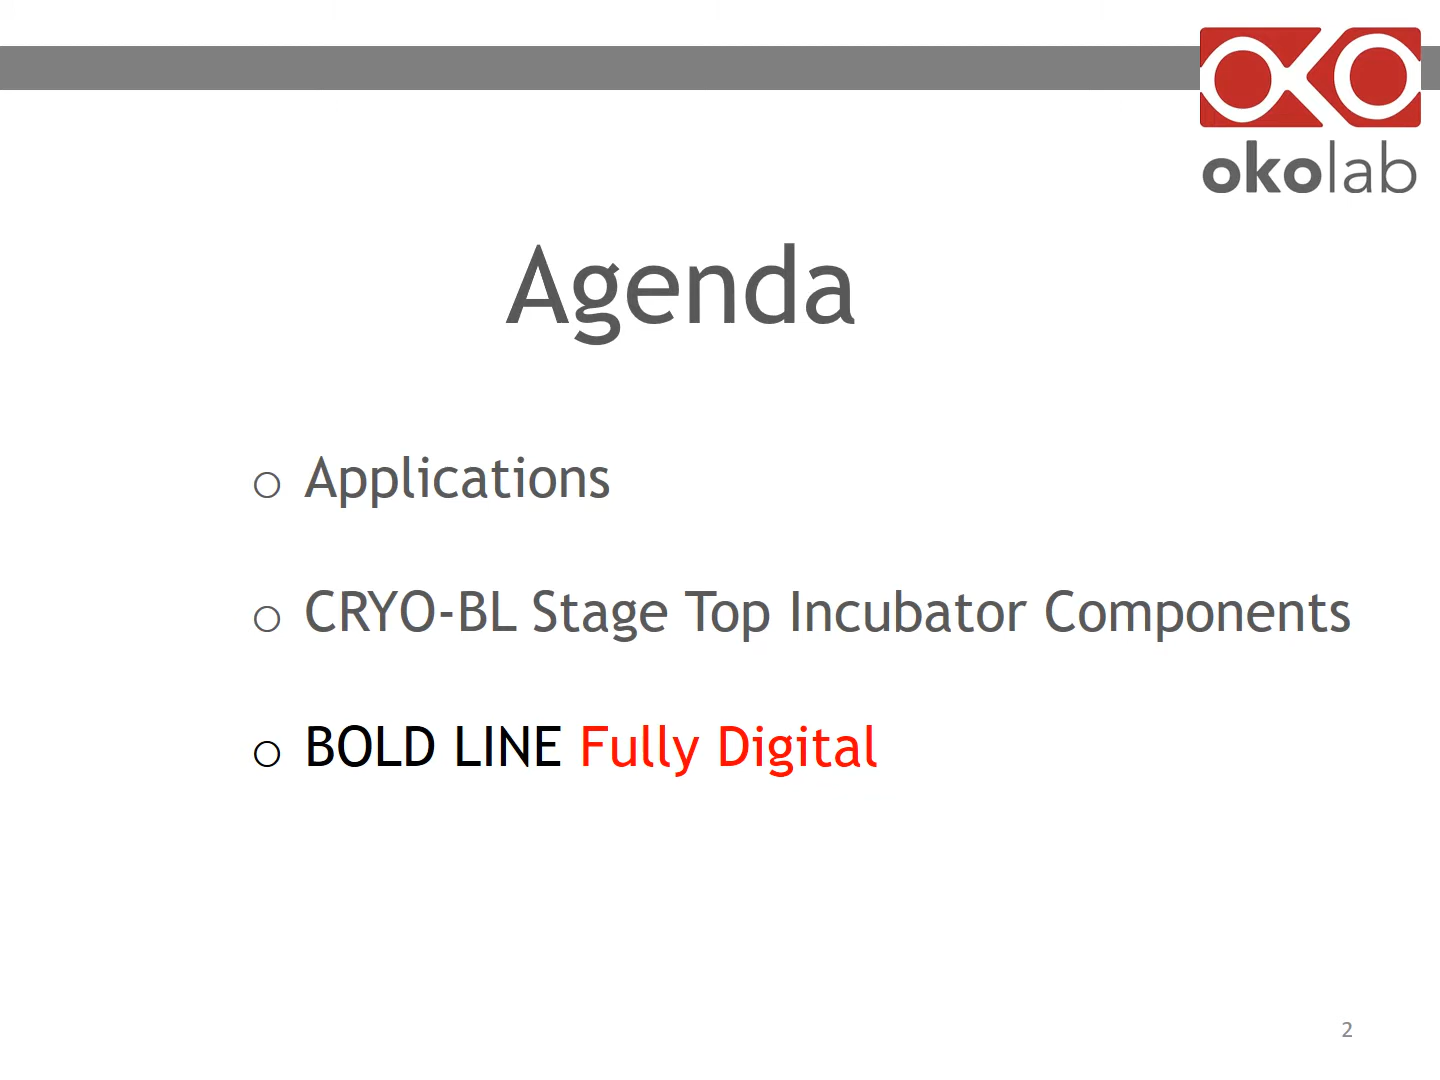 okolab
Agenda
○ Applications
○ CRYO-BL Stage Top Incubator Components
○ BOLD LINE Fully Digital
2